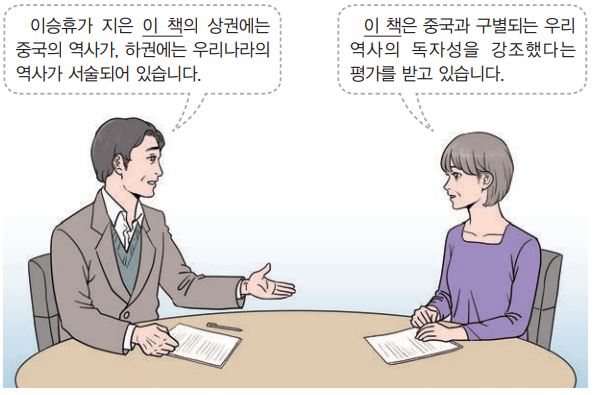 이승휴가 지은 이 책의 상권에는
중국의 역사가, 하권에는 우리나라의
역사가 서술되어 있습니다.
이 책은 중국과 구별되는 우리
역사의 독자성을 강조했다는
평가를 받고 있습니다.